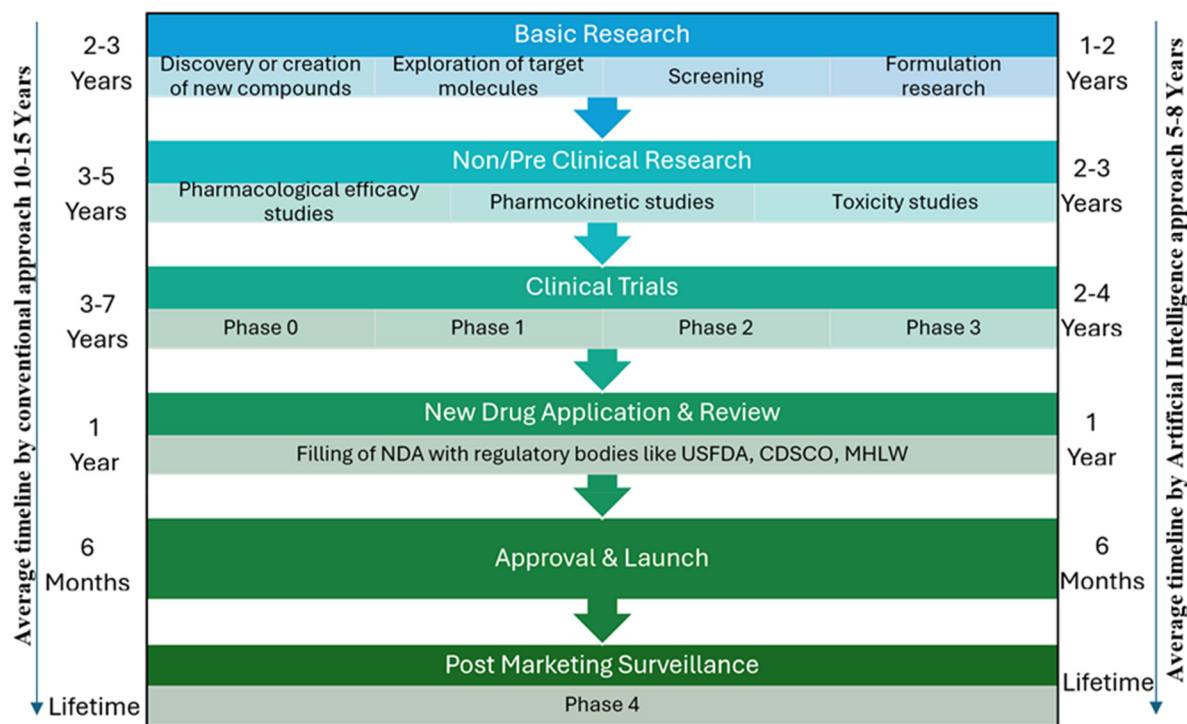 Average timeline by conventional approach 10-15 Years
2-3
Years
Basic Research
Discovery or creation
of new compounds
Exploration of target
molecules
Screening
Formulation
research
1-2
Years
3-5
Years
Non/Pre Clinical Research
Pharmacological efficacy
studies
Pharmcokinetic studies
Toxicity studies
2-3
Years
3-7
Years
Clinical Trials
Phase 0
Phase 1
Phase 2
Phase 3
2-4
Years
1
Year
New Drug Application & Review
Filling of NDA with regulatory bodies like USFDA, CDSCO, MHLW
1
Year
6
Months
Approval & Launch
6
Months
Lifetime
Post Marketing Surveillance
Phase 4
Lifetime
Average timeline by Artificial Intelligence approach 5-8 Years